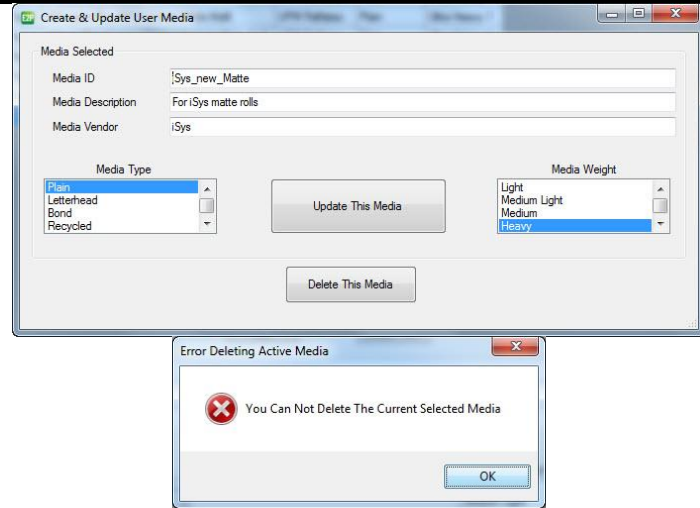 Create & Update User Media
Media Selected
Media ID
!Sys_new_Matte
Media Description
For iSys matte rolls
Media Vendor
iSys
Media Type
Plain
Letterhead
Bond
Recycled
Update This Media
Media Weight
Light
Medium Light
Medium
Heavy
Delete This Media
Error Deleting Active Media
You Can Not Delete The Current Selected Media
OK